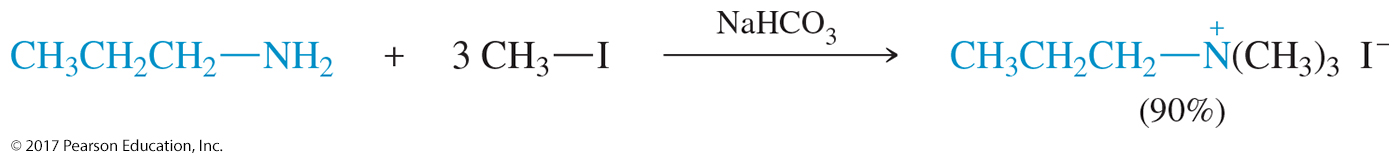 NaHCO₃
CH₃CH₂CH₂—NH₂ + 3 CH₃—I ⟶ CH₃CH₂CH₂—N⁺(CH₃)₃ I⁻
(90%)
© 2017 Pearson Education, Inc.